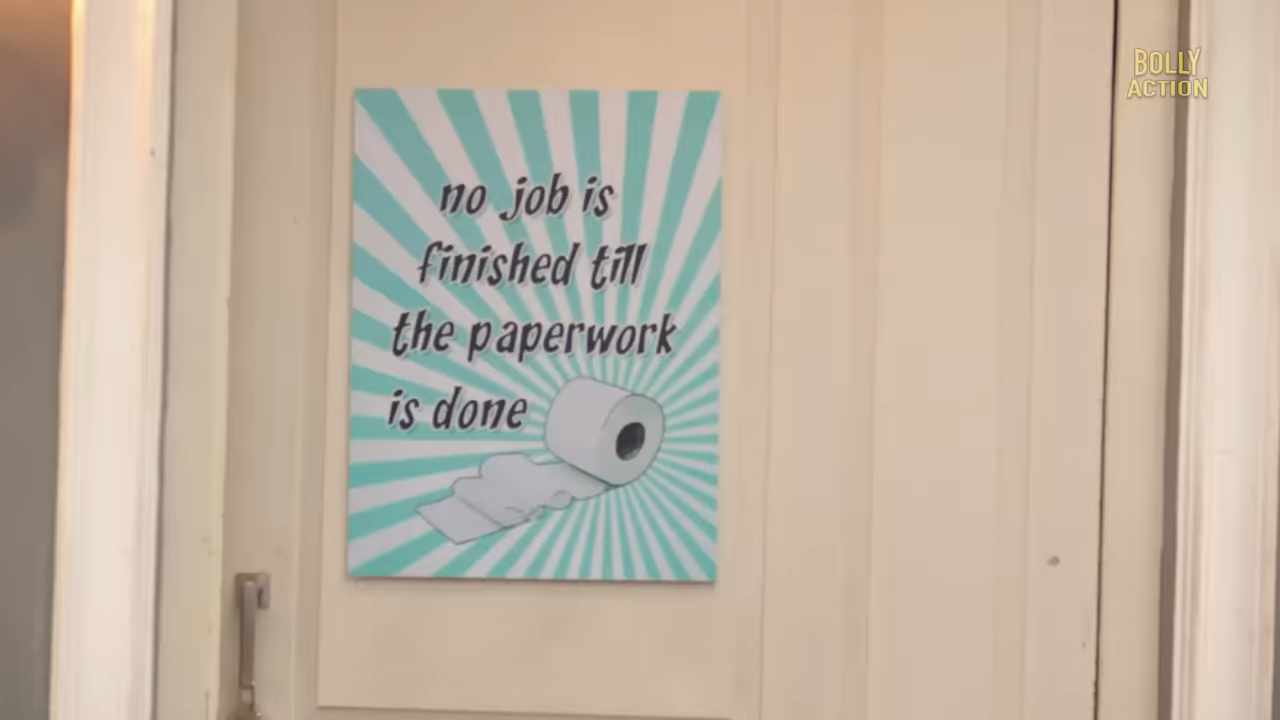 BOLLY
ACTION
no job is
finished till
the paperwork
is done